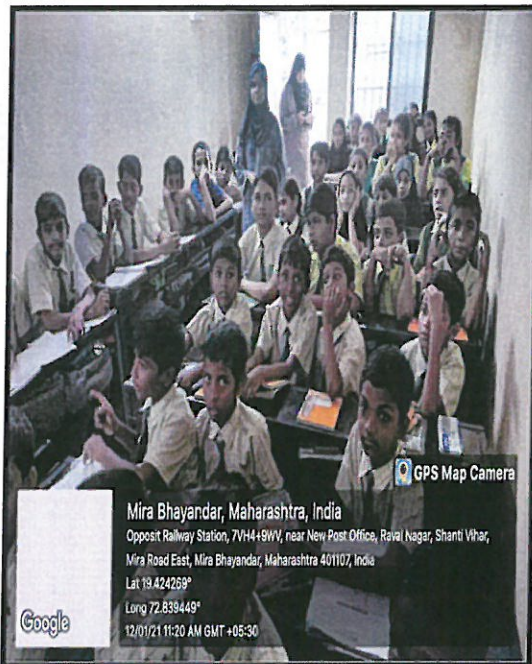 GPS Map Camera
Mira Bhayandar, Maharashtra, India
Opposit Railway Station, 7VH4+9WV, near New Post Office, Raval Nagar, Shanti Vihar,
Mira Road East, Mira Bhayandar, Maharashtra 401107, India
Lat 19.424269°
Long 72.839449°
12/01/21 11:20 AM GMT +05:30
Google